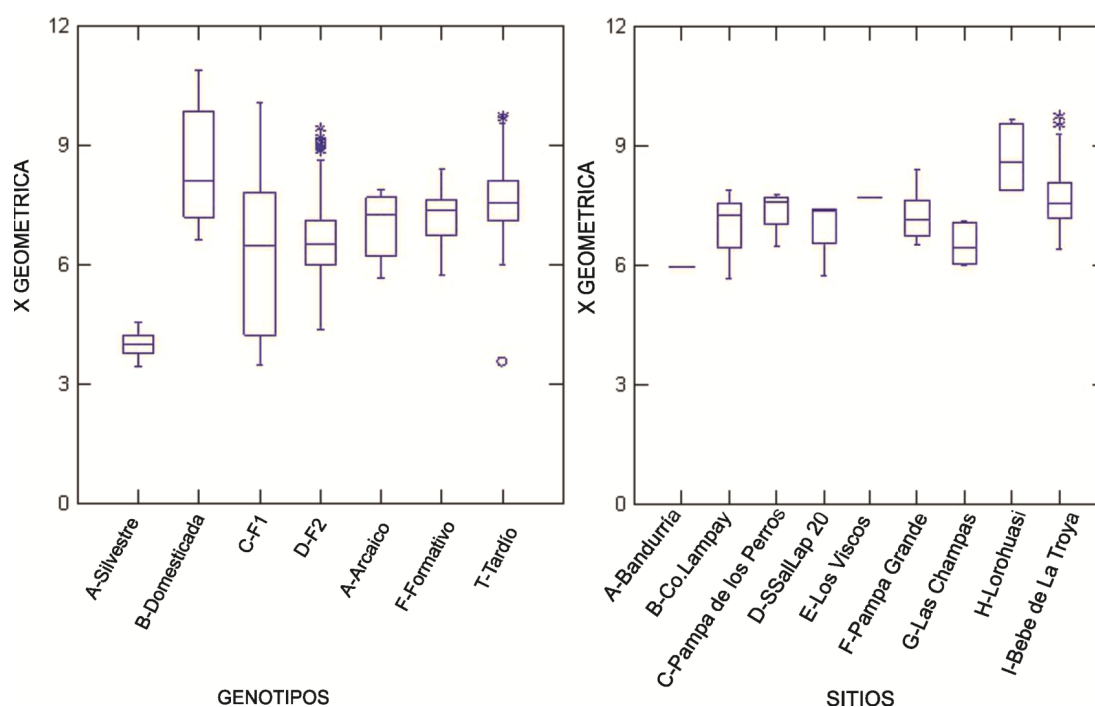 12
9
6
3
0
X GEOMETRICA
A-Silvestre
B-Domesticada
C-F1
D-F2
A-Arcaico
F-Formativo
T-Tardío
GENOTIPOS
12
9
6
3
0
X GEOMETRICA
A-Bandurría
B-Co.Lampay
C-Pampa de los Perros
D-SSalLap 20
E-Los Viscos
F-Pampa Grande
G-Las Champas
H-Lorohuasi
I-Bebe de La Troya
SITIOS